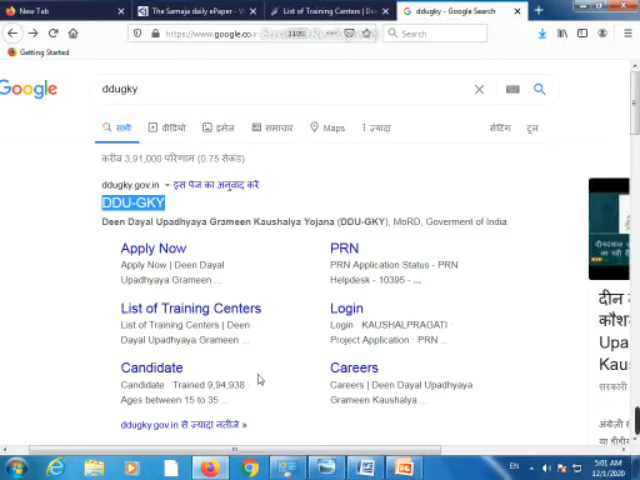 New Tab
The Samaja daily ePaper - V
List of Training Centers | Dee
ddugky - Google Search
https://www.google.co.in
110%
Search
Getting Started
Google
ddugky
सभी
वीडियो
इमेज
समाचार
Maps
ज़्यादा
सेटिंग
टूल
करीब 3,91,000 परिणाम (0.75 सेकंड)
ddugky.gov.in इस पेज का अनुवाद करें
DDU-GKY
Deen Dayal Upadhyaya Grameen Kaushalya Yojana (DDU-GKY), MoRD, Goverment of India.
Apply Now
Apply Now | Deen Dayal
Upadhyaya Grameen ...
PRN
PRN Application Status - PRN
Helpdesk - 10395 - ...
List of Training Centers
List of Training Centers | Deen
Dayal Upadhyaya Grameen ...
Login
Login · KAUSHALPRAGATI ·
Project Application · PRN ...
Candidate
Candidate · Trained 9,94,938 ·
Ages between 15 to 35 ...
Careers
Careers | Deen Dayal Upadhyaya
Grameen Kaushalya ...
ddugky.gov.in से ज़्यादा नतीजे »
दीन
कौश
Upa
Kau
सरकारी
अंग्रेज़ी
EN
5:01 AM
12/1/2020